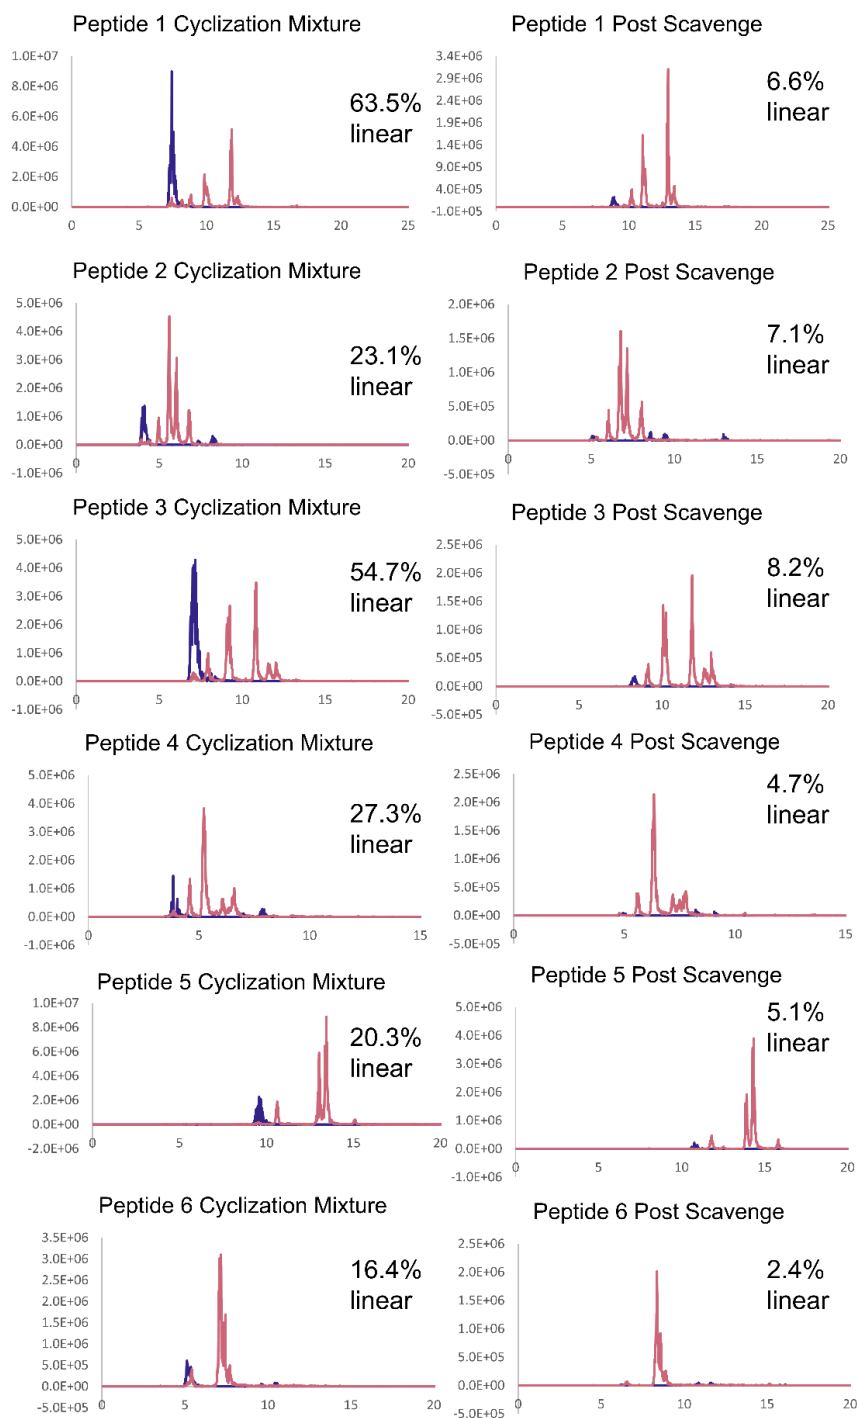 Peptide 1 Cyclization Mixture
1.0E+07
8.0E+06
6.0E+06
4.0E+06
2.0E+06
0.0E+00
0 5 10 15 20 25
63.5%
linear
Peptide 1 Post Scavenge
3.4E+06
2.9E+06
2.4E+06
1.9E+06
1.4E+06
9.0E+05
4.0E+05
-1.0E+05
0 5 10 15 20 25
6.6%
linear
Peptide 2 Cyclization Mixture
5.0E+06
4.0E+06
3.0E+06
2.0E+06
1.0E+06
0.0E+00
-1.0E+06
0 5 10 15 20
23.1%
linear
Peptide 2 Post Scavenge
2.0E+06
1.5E+06
1.0E+06
5.0E+05
0.0E+00
-5.0E+05
0 5 10 15 20
7.1%
linear
Peptide 3 Cyclization Mixture
5.0E+06
4.0E+06
3.0E+06
2.0E+06
1.0E+06
0.0E+00
-1.0E+06
0 5 10 15 20
54.7%
linear
Peptide 3 Post Scavenge
2.5E+06
2.0E+06
1.5E+06
1.0E+06
5.0E+05
0.0E+00
-5.0E+05
0 5 10 15 20
8.2%
linear
Peptide 4 Cyclization Mixture
5.0E+06
4.0E+06
3.0E+06
2.0E+06
1.0E+06
0.0E+00
-1.0E+06
0 5 10 15
27.3%
linear
Peptide 4 Post Scavenge
2.5E+06
2.0E+06
1.5E+06
1.0E+06
5.0E+05
0.0E+00
-5.0E+05
0 5 10 15
4.7%
linear
Peptide 5 Cyclization Mixture
1.0E+07
8.0E+06
6.0E+06
4.0E+06
2.0E+06
0.0E+00
-2.0E+06
0 5 10 15 20
20.3%
linear
Peptide 5 Post Scavenge
5.0E+06
4.0E+06
3.0E+06
2.0E+06
1.0E+06
0.0E+00
-1.0E+06
0 5 10 15 20
5.1%
linear
Peptide 6 Cyclization Mixture
3.5E+06
3.0E+06
2.5E+06
2.0E+06
1.5E+06
1.0E+06
5.0E+05
0.0E+00
-5.0E+05
0 5 10 15 20
16.4%
linear
Peptide 6 Post Scavenge
2.5E+06
2.0E+06
1.5E+06
1.0E+06
5.0E+05
0.0E+00
-5.0E+05
0 5 10 15 20
2.4%
linear